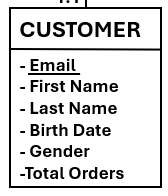 CUSTOMER
- Email
- First Name
- Last Name
- Birth Date
- Gender
-Total Orders